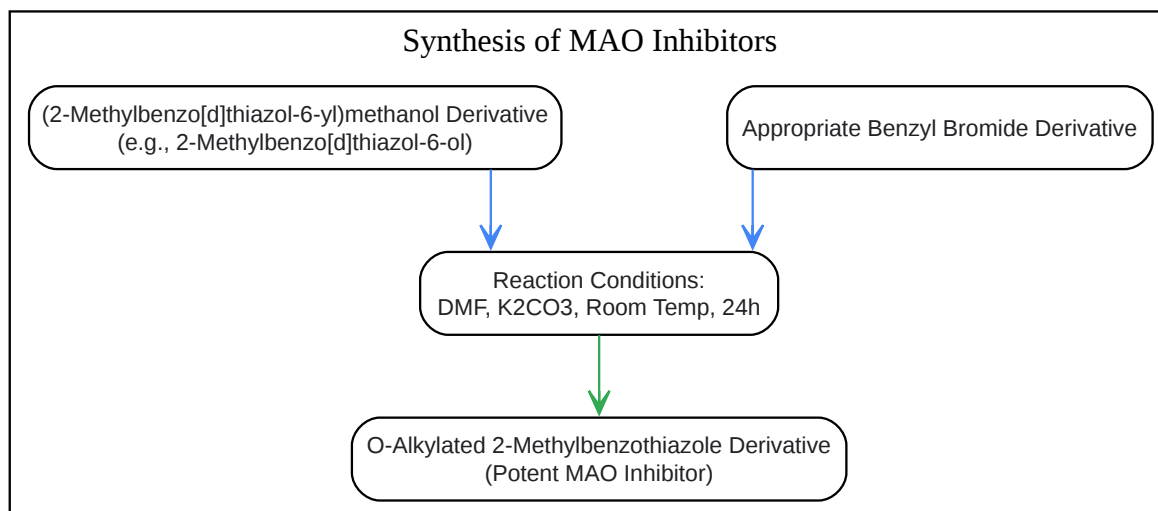 Synthesis of MAO Inhibitors
(2-Methylbenzo[d]thiazol-6-yl)methanol Derivative
(e.g., 2-Methylbenzo[d]thiazol-6-ol)
Appropriate Benzyl Bromide Derivative
Reaction Conditions:
DMF, K2CO3, Room Temp, 24h
O-Alkylated 2-Methylbenzothiazole Derivative
(Potent MAO Inhibitor)